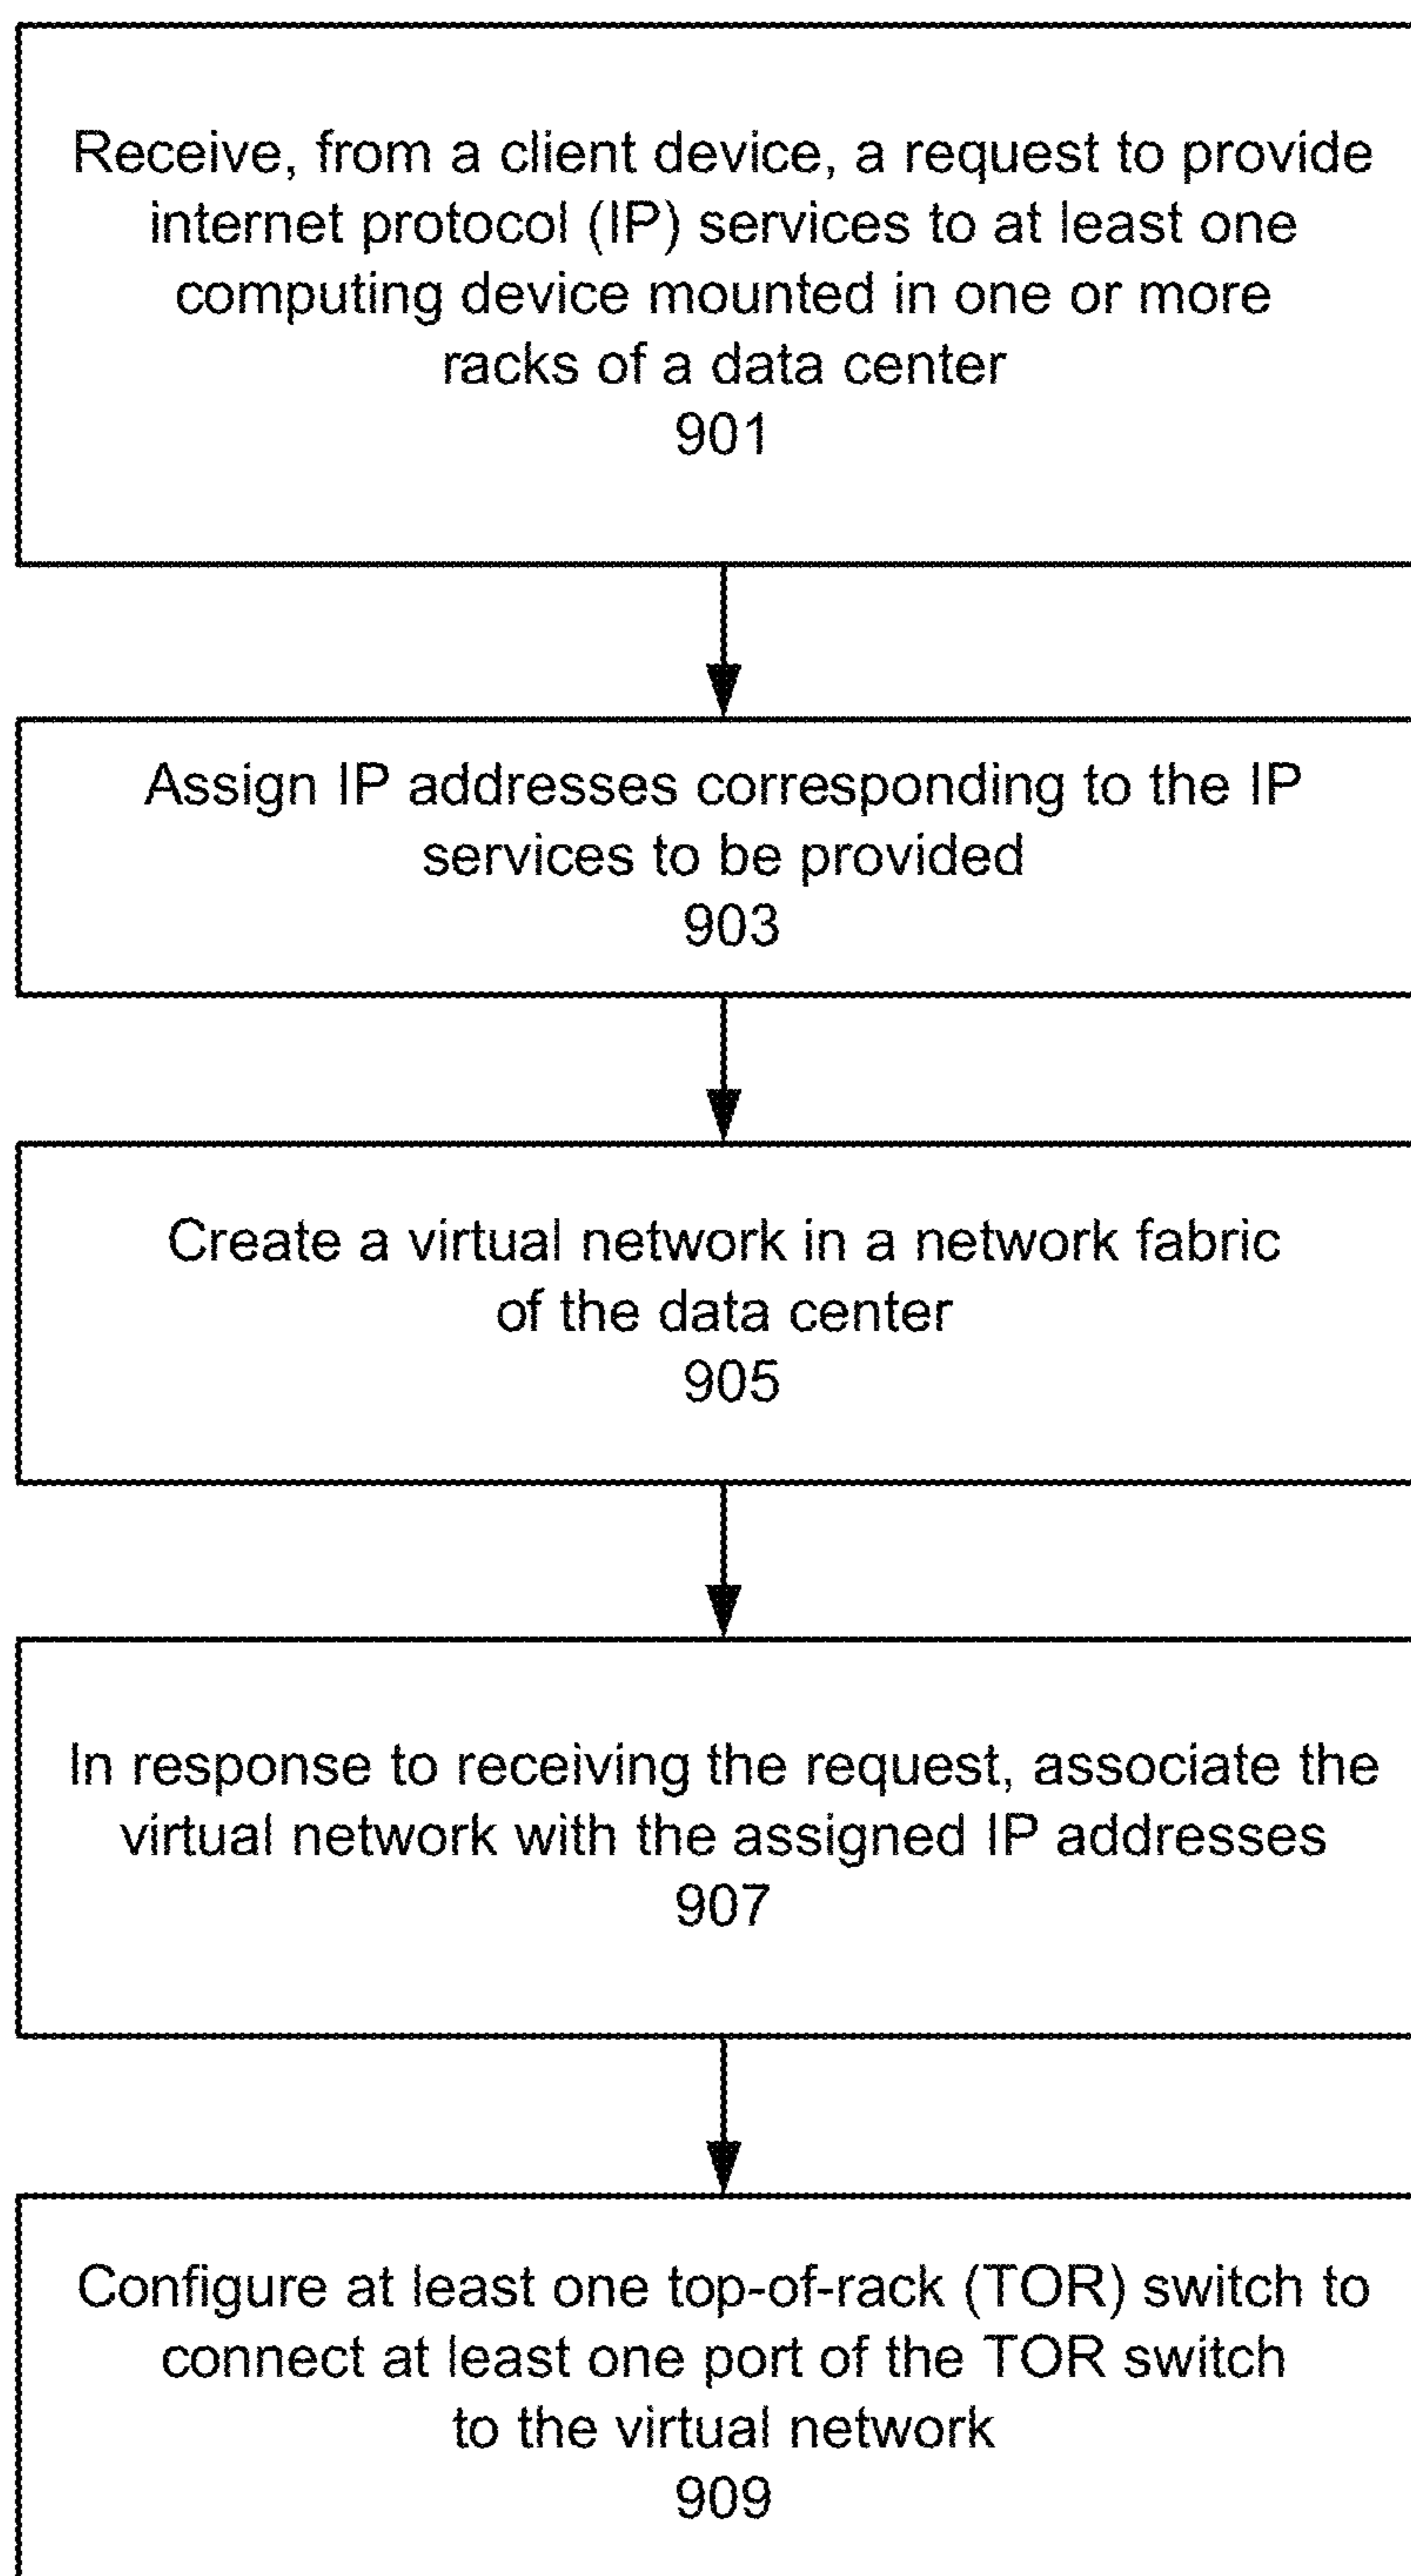 Receive, from a client device, a request to provide
internet protocol (IP) services to at least one
computing device mounted in one or more
racks of a data center
901
Assign IP addresses corresponding to the IP
services to be provided
903
Create a virtual network in a network fabric
of the data center
905
In response to receiving the request, associate the
virtual network with the assigned IP addresses
907
Configure at least one top-of-rack (TOR) switch to
connect at least one port of the TOR switch
to the virtual network
909